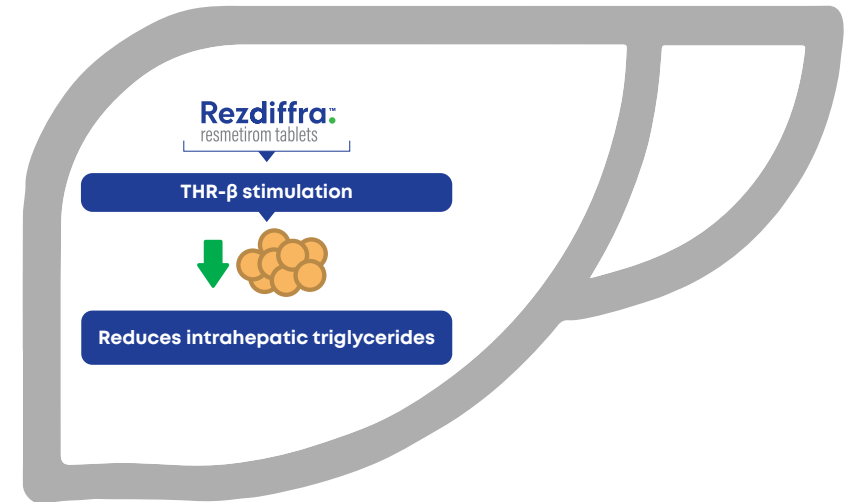 Rezdiffra™
resmetirom tablets
THR-β stimulation
Reduces intrahepatic triglycerides